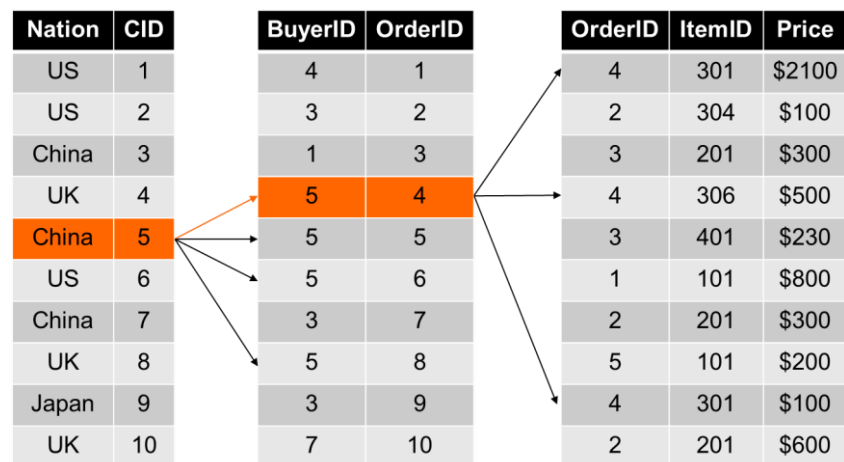 Nation CID BuyerID OrderID OrderID ItemID Price
US 1 4 1 4 301 $2100
US 2 3 2 2 304 $100
China 3 1 3 3 201 $300
UK 4 5 4 4 306 $500
China 5 5 5 3 401 $230
US 6 5 6 1 101 $800
China 7 3 7 2 201 $300
UK 8 5 8 5 101 $200
Japan 9 3 9 4 301 $100
UK 10 7 10 2 201 $600